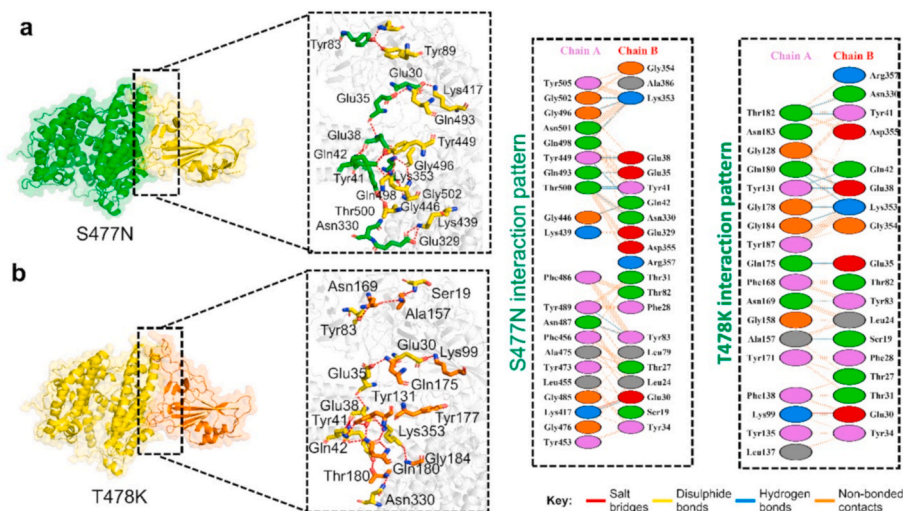 a
S477N
Tyr83
Tyr89
Glu30
Glu35
Lys417
Gln493
Glu38
Tyr449
Gln42
Gly496
Tyr41
Lys353
Gln498
Gly502
Thr500
Gly446
Asn330
Lys439
Glu329
b
T478K
Asn169
Ser19
Tyr83
Ala157
Glu30
Lys99
Glu35
Gln175
Glu38
Tyr131
Tyr41
Tyr177
Gln42
Lys353
Gly184
Thr180
Gln180
Asn330
S477N interaction pattern
Chain A Chain B
Gly354
Tyr505 Ala386
Gly502 Lys353
Gly496
Asn501
Gln498
Tyr449 Glu38
Gln493 Glu35
Thr500 Tyr41
Gln42
Gly446 Asn330
Lys439 Glu329
Asp355
Arg357
Phe486 Thr31
Thr82
Tyr489 Phe28
Asn487
Phe456 Tyr83
Ala475 Leu79
Tyr473 Thr27
Leu455 Leu24
Gly485 Glu30
Lys417 Ser19
Gly476 Tyr34
Tyr453
T478K interaction pattern
Chain A Chain B
Arg357
Asn330
Thr182 Tyr41
Asn183 Asp355
Gly128
Gln180 Gln42
Tyr131 Glu38
Gly178 Lys353
Gly184 Gly354
Tyr187
Gln175 Glu35
Phe168 Thr82
Asn169 Tyr83
Gly158 Leu24
Ala157 Ser19
Tyr171 Phe28
Thr27
Phe138 Thr31
Lys99 Glu30
Tyr135 Tyr34
Leu137
Key: Salt bridges Disulphide bonds Hydrogen bonds Non-bonded contacts